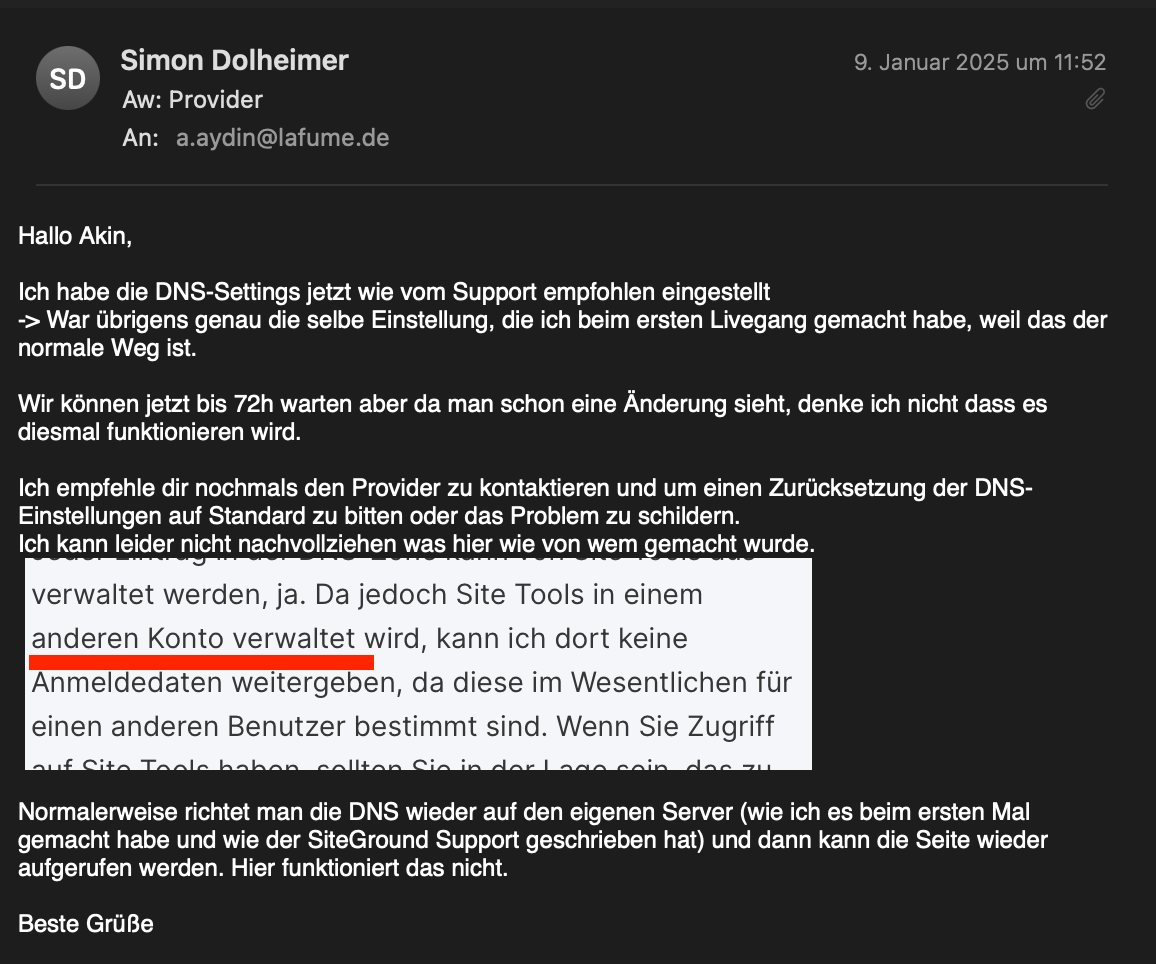 SD
Simon Dolheimer
9. Januar 2025 um 11:52
Aw: Provider
An: a.aydin@lafume.de
Hallo Akin,
Ich habe die DNS-Settings jetzt wie vom Support empfohlen eingestellt
-> War übrigens genau die selbe Einstellung, die ich beim ersten Livegang gemacht habe, weil das der
normale Weg ist.
Wir können jetzt bis 72h warten aber da man schon eine Änderung sieht, denke ich nicht dass es
diesmal funktionieren wird.
Ich empfehle dir nochmals den Provider zu kontaktieren und um einen Zurücksetzung der DNS-
Einstellungen auf Standard zu bitten oder das Problem zu schildern.
Ich kann leider nicht nachvollziehen was hier wie von wem gemacht wurde.
verwaltet werden, ja. Da jedoch Site Tools in einem
anderen Konto verwaltet wird, kann ich dort keine
Anmeldedaten weitergeben, da diese im Wesentlichen für
einen anderen Benutzer bestimmt sind. Wenn Sie Zugriff
auf Site Tools haben, sollten Sie in der Lage sein, das zu
Normalerweise richtet man die DNS wieder auf den eigenen Server (wie ich es beim ersten Mal
gemacht habe und wie der SiteGround Support geschrieben hat) und dann kann die Seite wieder
aufgerufen werden. Hier funktioniert das nicht.
Beste Grüße